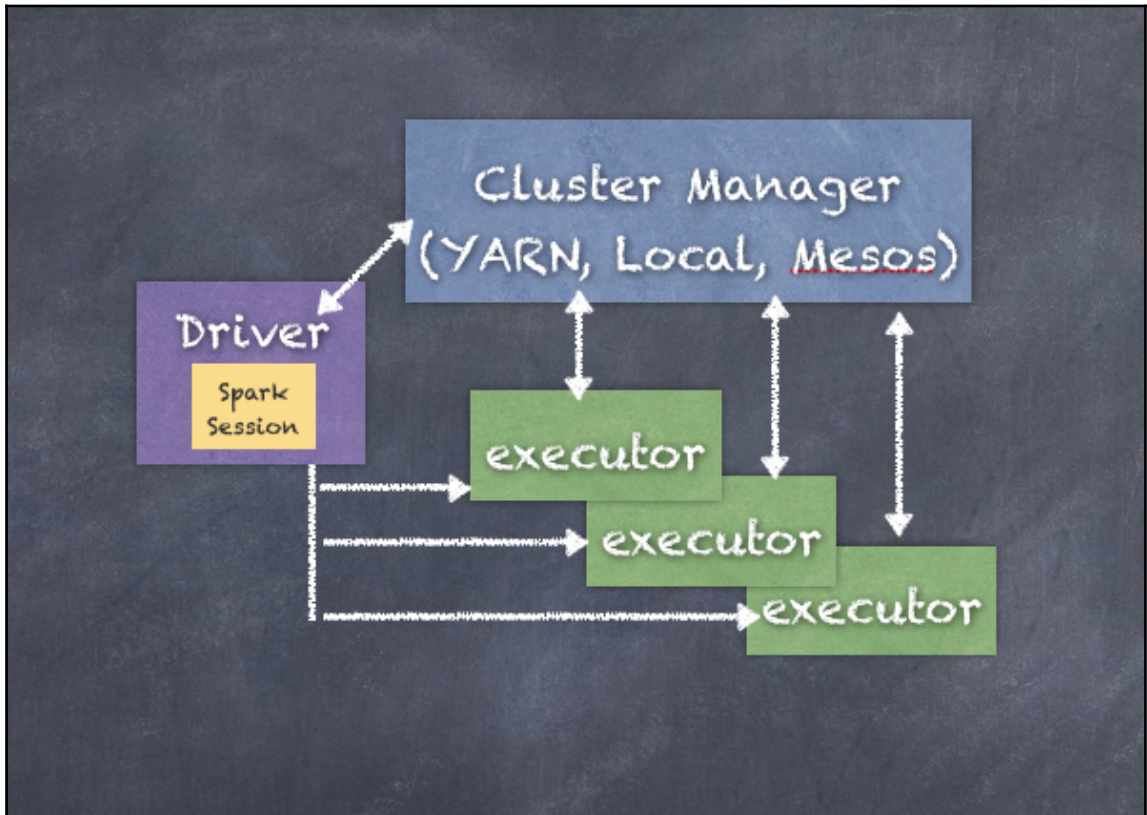 Cluster Manager
(YARN, Local, Mesos)
Driver
Spark
Session
executor
executor
executor